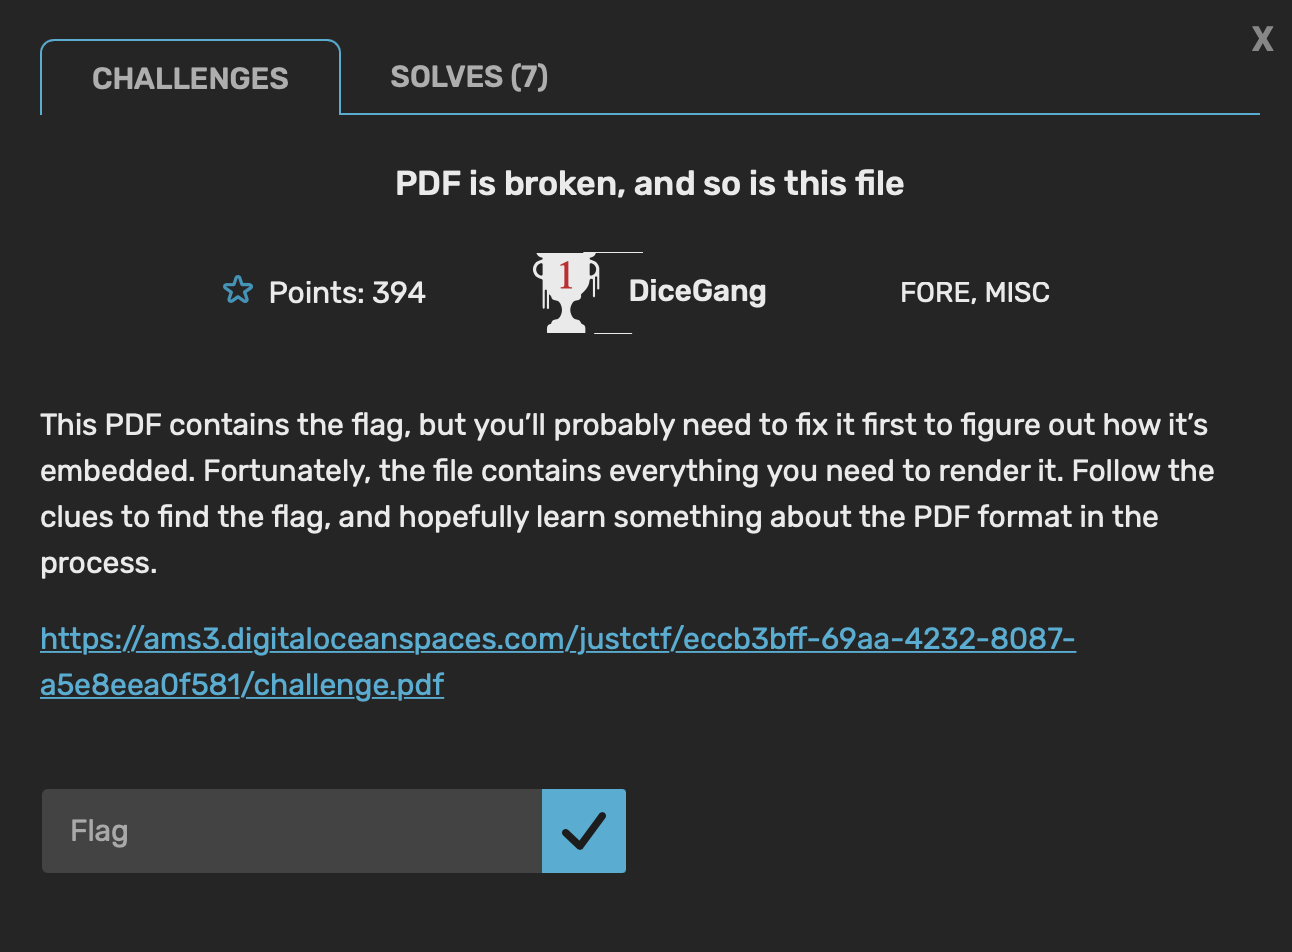 X
CHALLENGES
SOLVES (7)
PDF is broken, and so is this file
Points: 394
1
DiceGang
FORE, MISC
This PDF contains the flag, but you’ll probably need to fix it first to figure out how it’s
embedded. Fortunately, the file contains everything you need to render it. Follow the
clues to find the flag, and hopefully learn something about the PDF format in the
process.
https://ams3.digitaloceanspaces.com/justctf/eccb3bff-69aa-4232-8087-
a5e8eea0f581/challenge.pdf
Flag